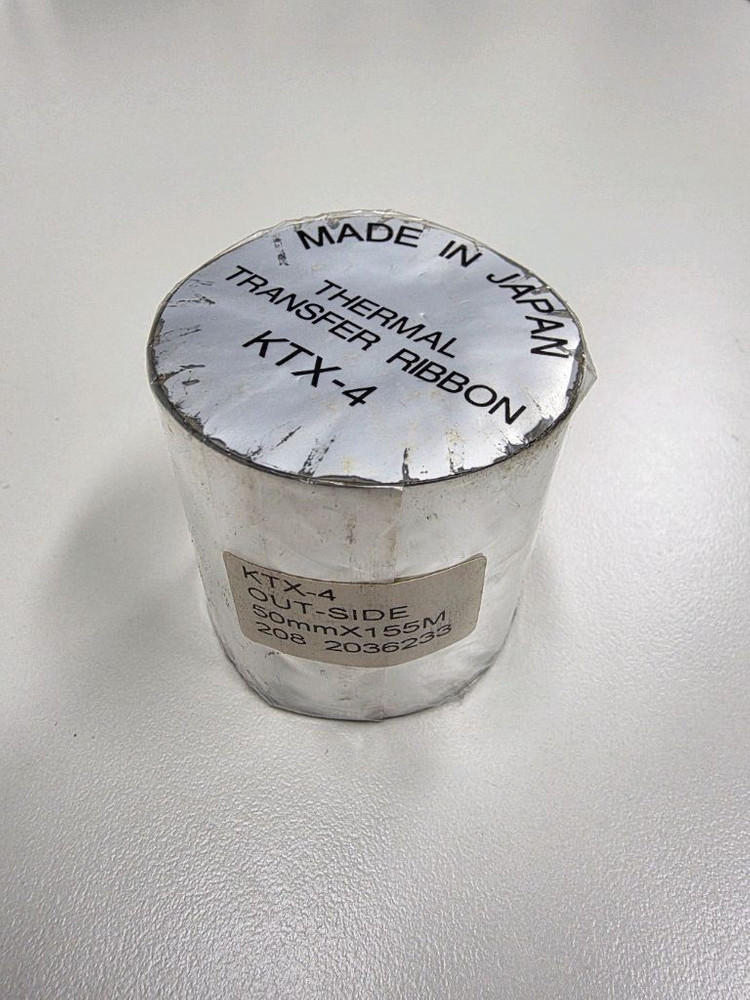 MADE IN JAPAN
THERMAL
TRANSFER RIBBON
KTX-4
KTX-4
OUT-SIDE
50mmX155M
208 2036233